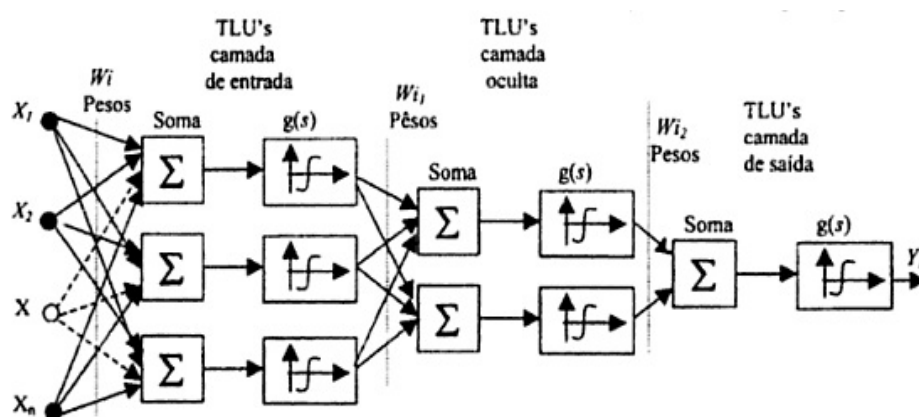 TLU's
camada
de entrada
TLU's
camada
oculta
TLU's
camada
de saída
Wi
Pesos
Wi₁
Pêsos
Wi₂
Pesos
X₁
X₂
X
Xₙ
Soma
g(s)
Σ
Σ
Σ
Soma
g(s)
Σ
Σ
Soma
g(s)
Σ
Y